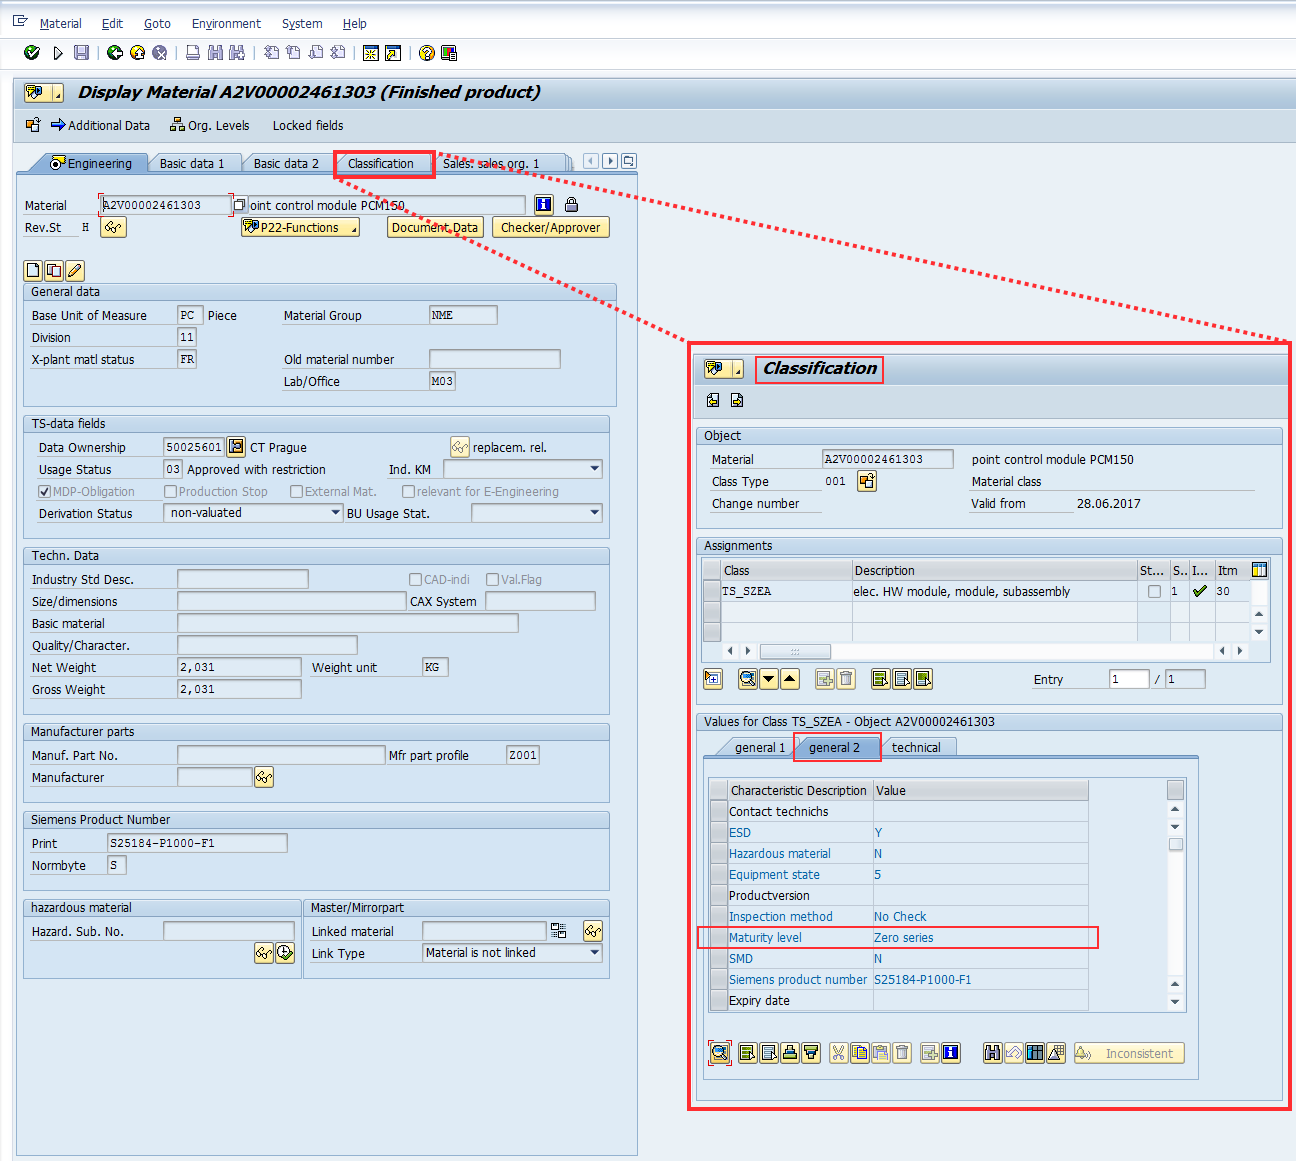 Material Edit Goto Environment System Help
Display Material A2V00002461303 (Finished product)
Additional Data Org. Levels Locked fields
Engineering Basic data 1 Basic data 2 Classification Sales: sales org. 1
Material A2V00002461303 oint control module PCM150
Rev.St H P22-Functions Document Data Checker/Approver
General data
Base Unit of Measure PC Piece Material Group NME
Division 11
X-plant matl status FR Old material number
Lab/Office M03
TS-data fields
Data Ownership 50025601 CT Prague replacem. rel.
Usage Status 03 Approved with restriction Ind. KM
MDP-Obligation Production Stop External Mat. relevant for E-Engineering
Derivation Status non-valuated BU Usage Stat.
Techn. Data
Industry Std Desc. CAD-indi Val.Flag
Size/dimensions CAX System
Basic material
Quality/Character.
Net Weight 2,031 Weight unit KG
Gross Weight 2,031
Manufacturer parts
Manuf. Part No. Mfr part profile Z001
Manufacturer
Siemens Product Number
Print S25184-P1000-F1
Normbyte S
hazardous material
Hazard. Sub. No.
Master/Mirrorpart
Linked material
Link Type Material is not linked
Classification
Object
Material A2V00002461303 point control module PCM150
Class Type 001 Material class
Change number Valid from 28.06.2017
Assignments
Class Description St... S.. I... Itm
TS_SZEA elec. HW module, module, subassembly 1 30
Entry 1 / 1
Values for Class TS_SZEA - Object A2V00002461303
general 1 general 2 technical
Characteristic Description Value
Contact technichs
ESD Y
Hazardous material N
Equipment state 5
Productversion
Inspection method No Check
Maturity level Zero series
SMD N
Siemens product number S25184-P1000-F1
Expiry date
Inconsistent